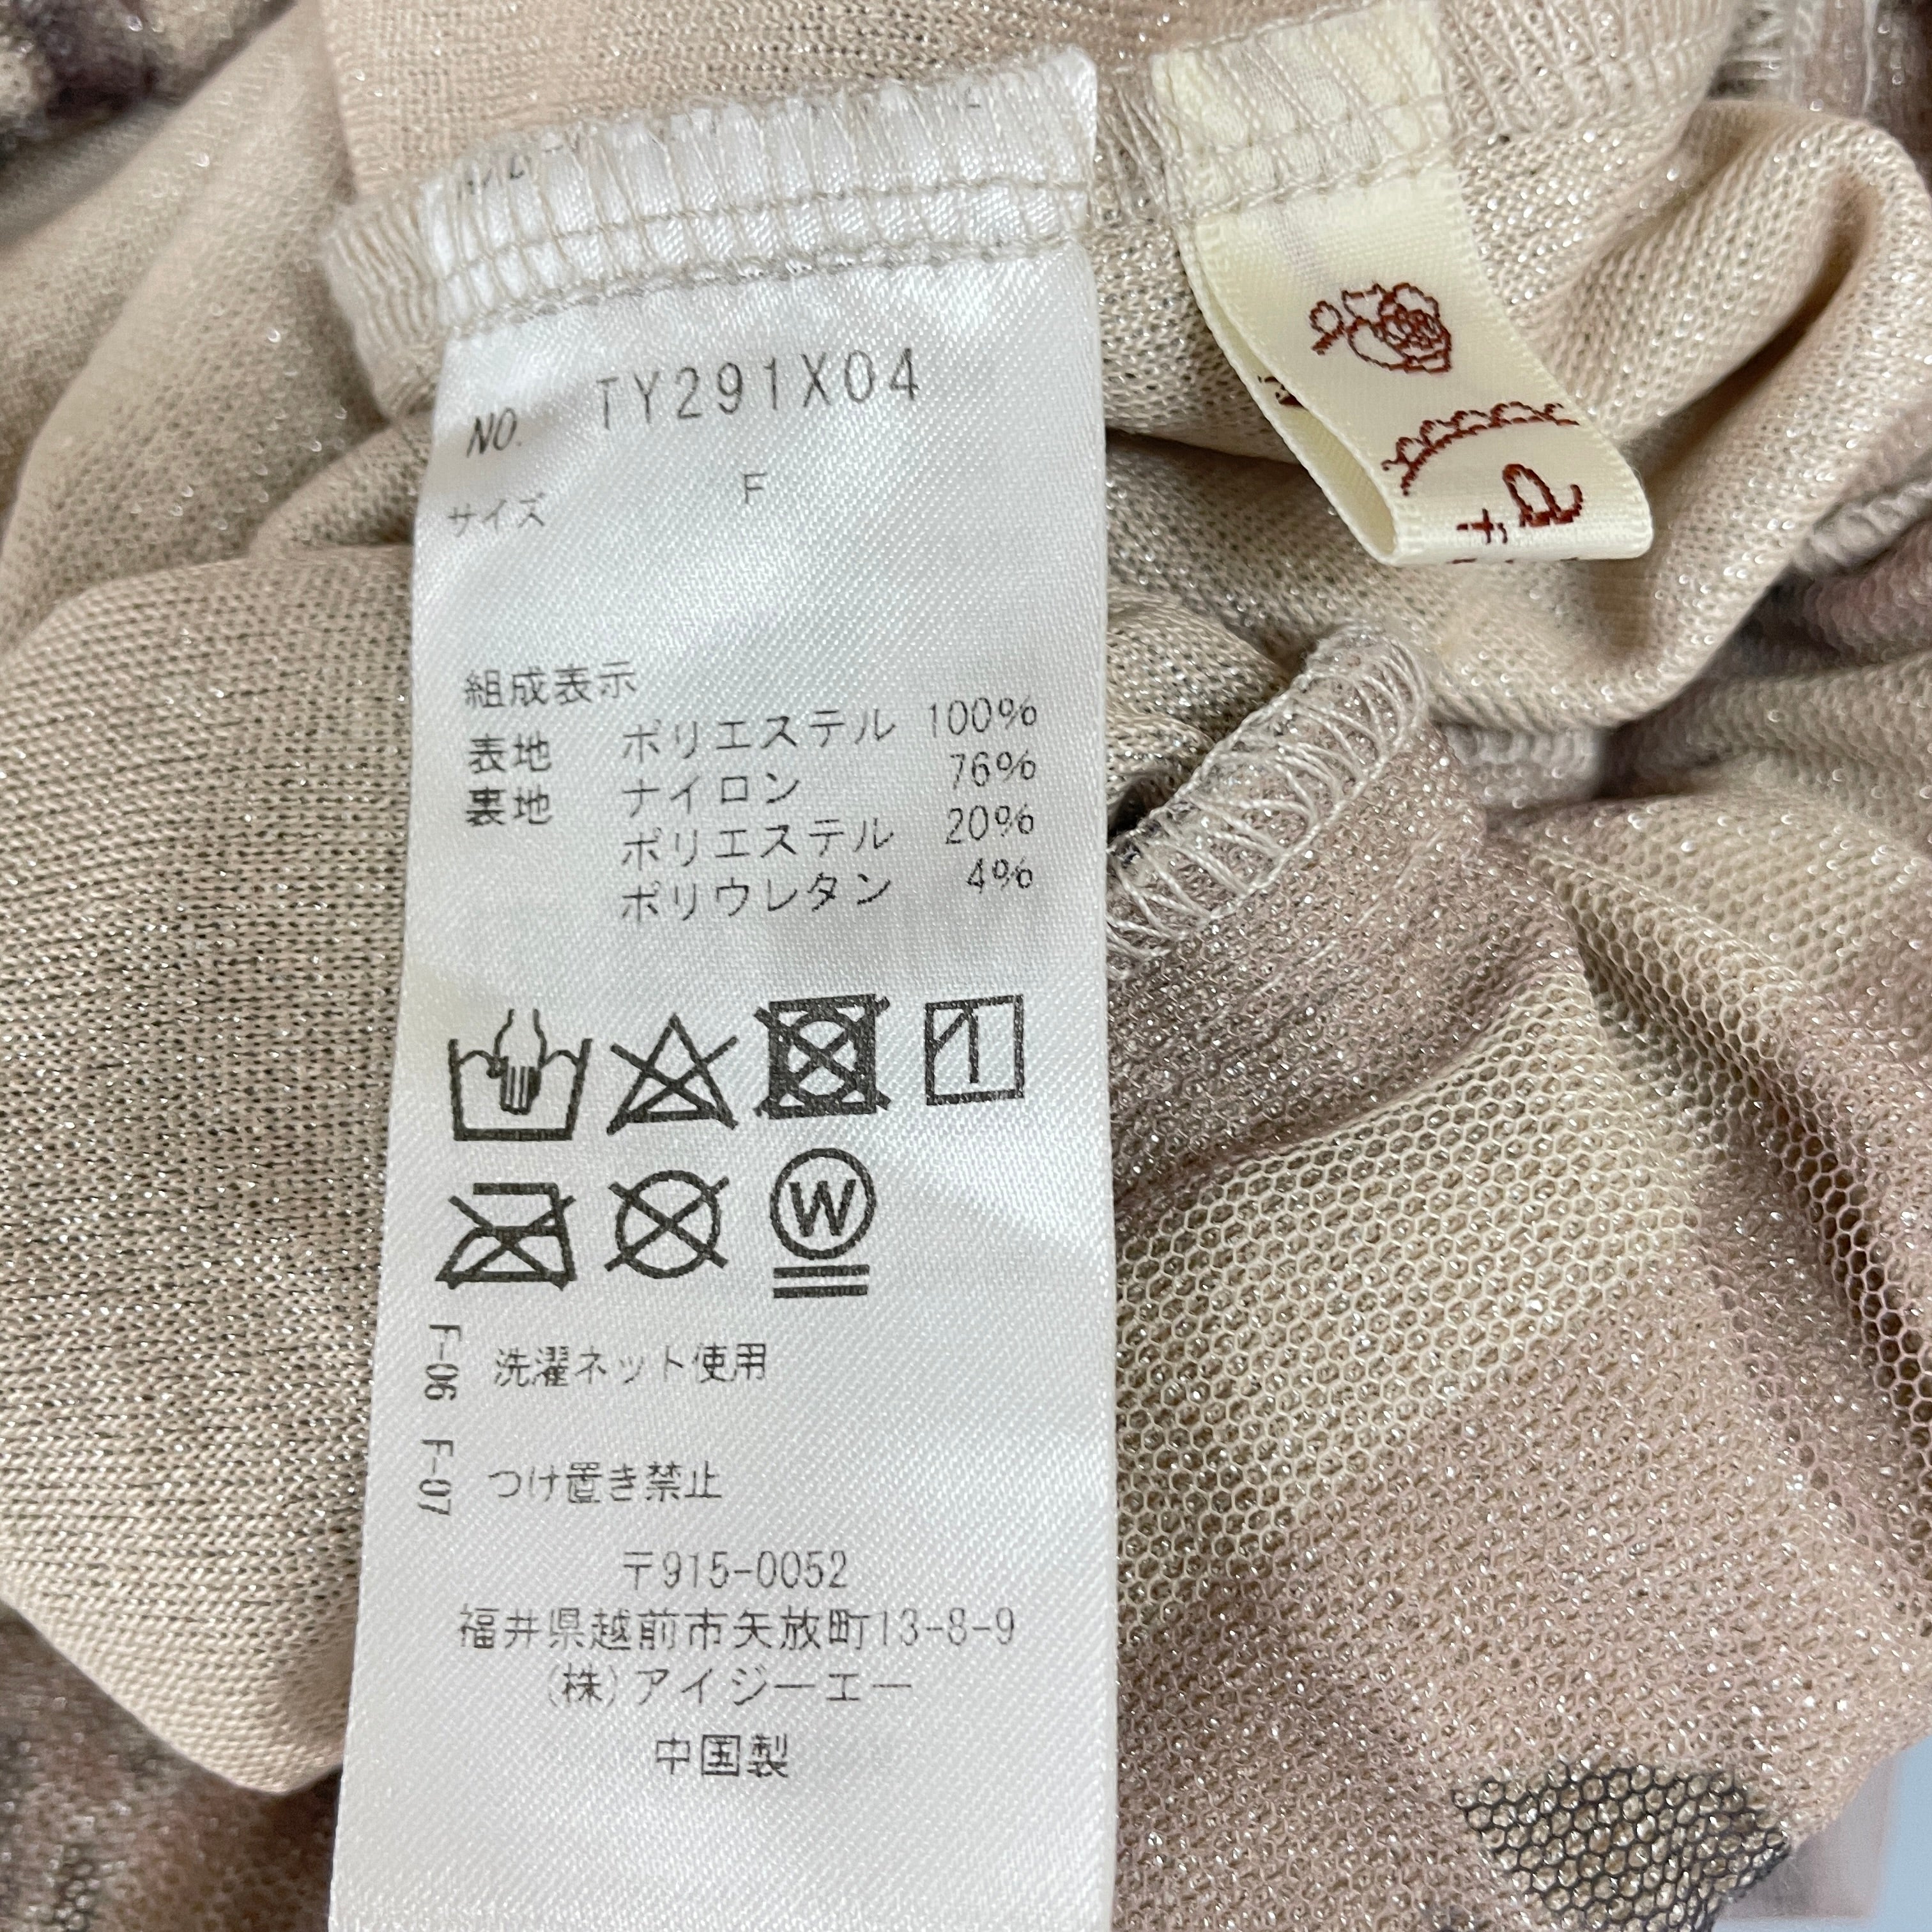 NO. TY291X04
サイズ F
組成表示
表地 ポリエステル 100%
裏地 ナイロン 76%
ポリエステル 20%
ポリウレタン 4%
W
F-06 F-07
洗濯ネット使用
つけ置き禁止
〒915-0052
福井県越前市矢放町13-8-9
(株)アイジーエー
中国製